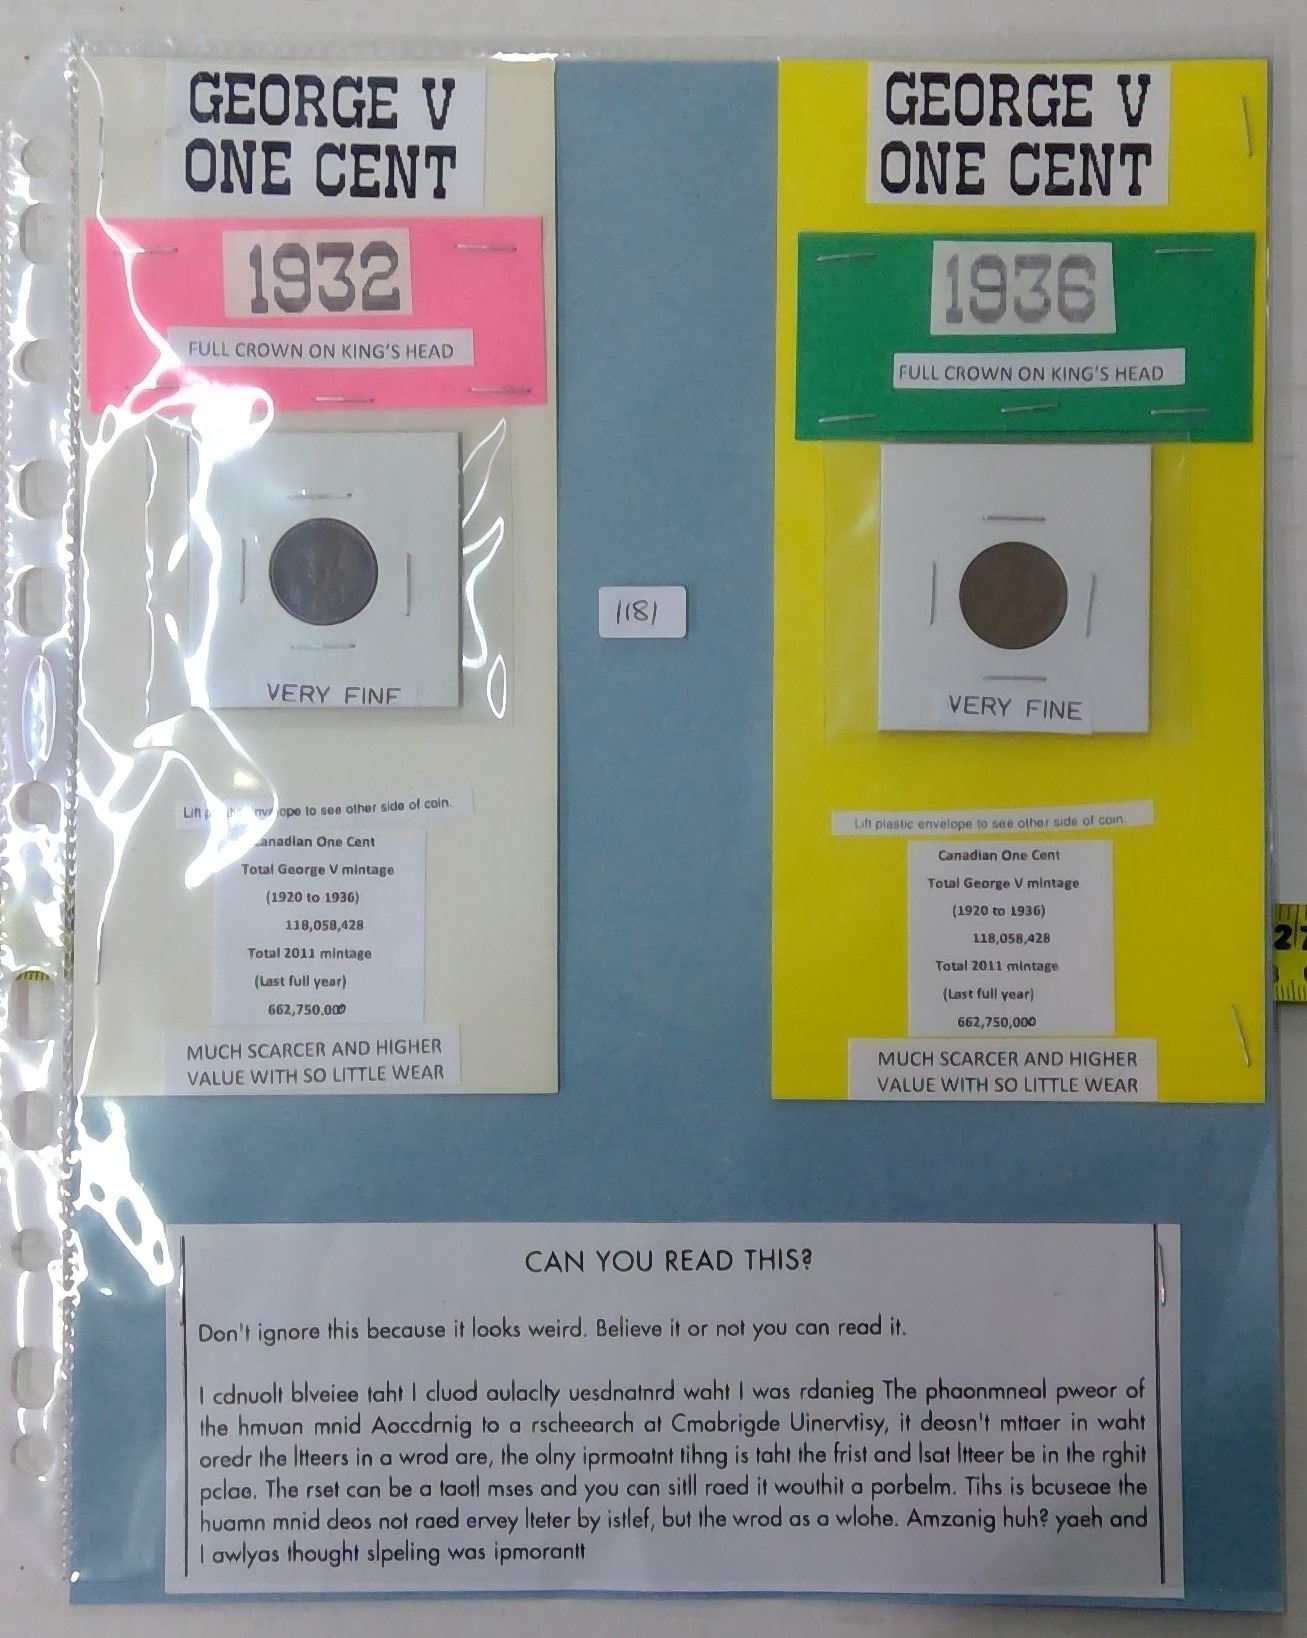 GEORGE V
ONE CENT
1932
FULL CROWN ON KING'S HEAD
VERY FINE
Lift to see other side of coin.
Canadian One Cent
Total George V mintage
(1920 to 1936)
118,058,428
Total 2011 mintage
(Last full year)
662,750,000
MUCH SCARCER AND HIGHER
VALUE WITH SO LITTLE WEAR
1181
GEORGE V
ONE CENT
1936
FULL CROWN ON KING'S HEAD
VERY FINE
Lift plastic envelope to see other side of coin.
Canadian One Cent
Total George V mintage
(1920 to 1936)
118,058,428
Total 2011 mintage
(Last full year)
662,750,000
MUCH SCARCER AND HIGHER
VALUE WITH SO LITTLE WEAR
27
CAN YOU READ THIS?
Don't ignore this because it looks weird. Believe it or not you can read it.
I cdnuolt blveiee taht I cluod aulaclty uesdnatnrd waht I was rdanieg The phaonmneal pweor of
the hmuan mnid Aoccdrnig to a rscheearch at Cmabrigde Uinervtisy, it deosn't mttaer in waht
oredr the ltteers in a wrod are, the olny iprmoatnt tihng is taht the frist and lsat ltteer be in the rghit
pclae. The rset can be a taotl mses and you can sitll raed it wouthit a porbelm. Tihs is bcuseae the
huamn mnid deos not raed ervey lteter by istlef, but the wrod as a wlohe. Amzanig huh? yaeh and
I awlyas thought slpeling was ipmorantt